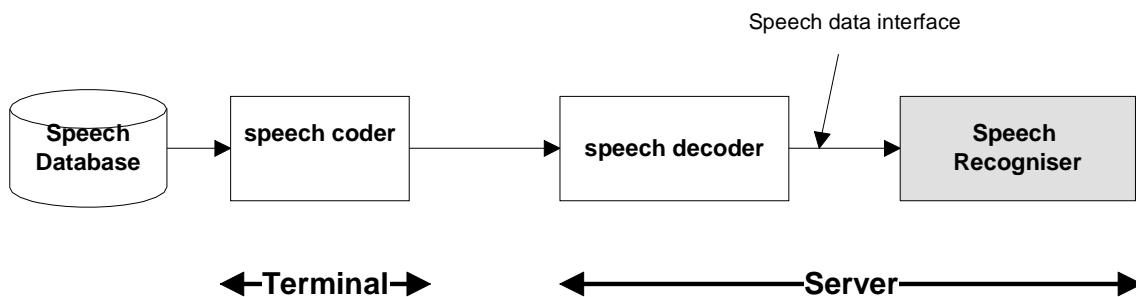 Speech data interface
Speech
Database
speech coder
speech decoder
Speech
Recogniser
Terminal
Server